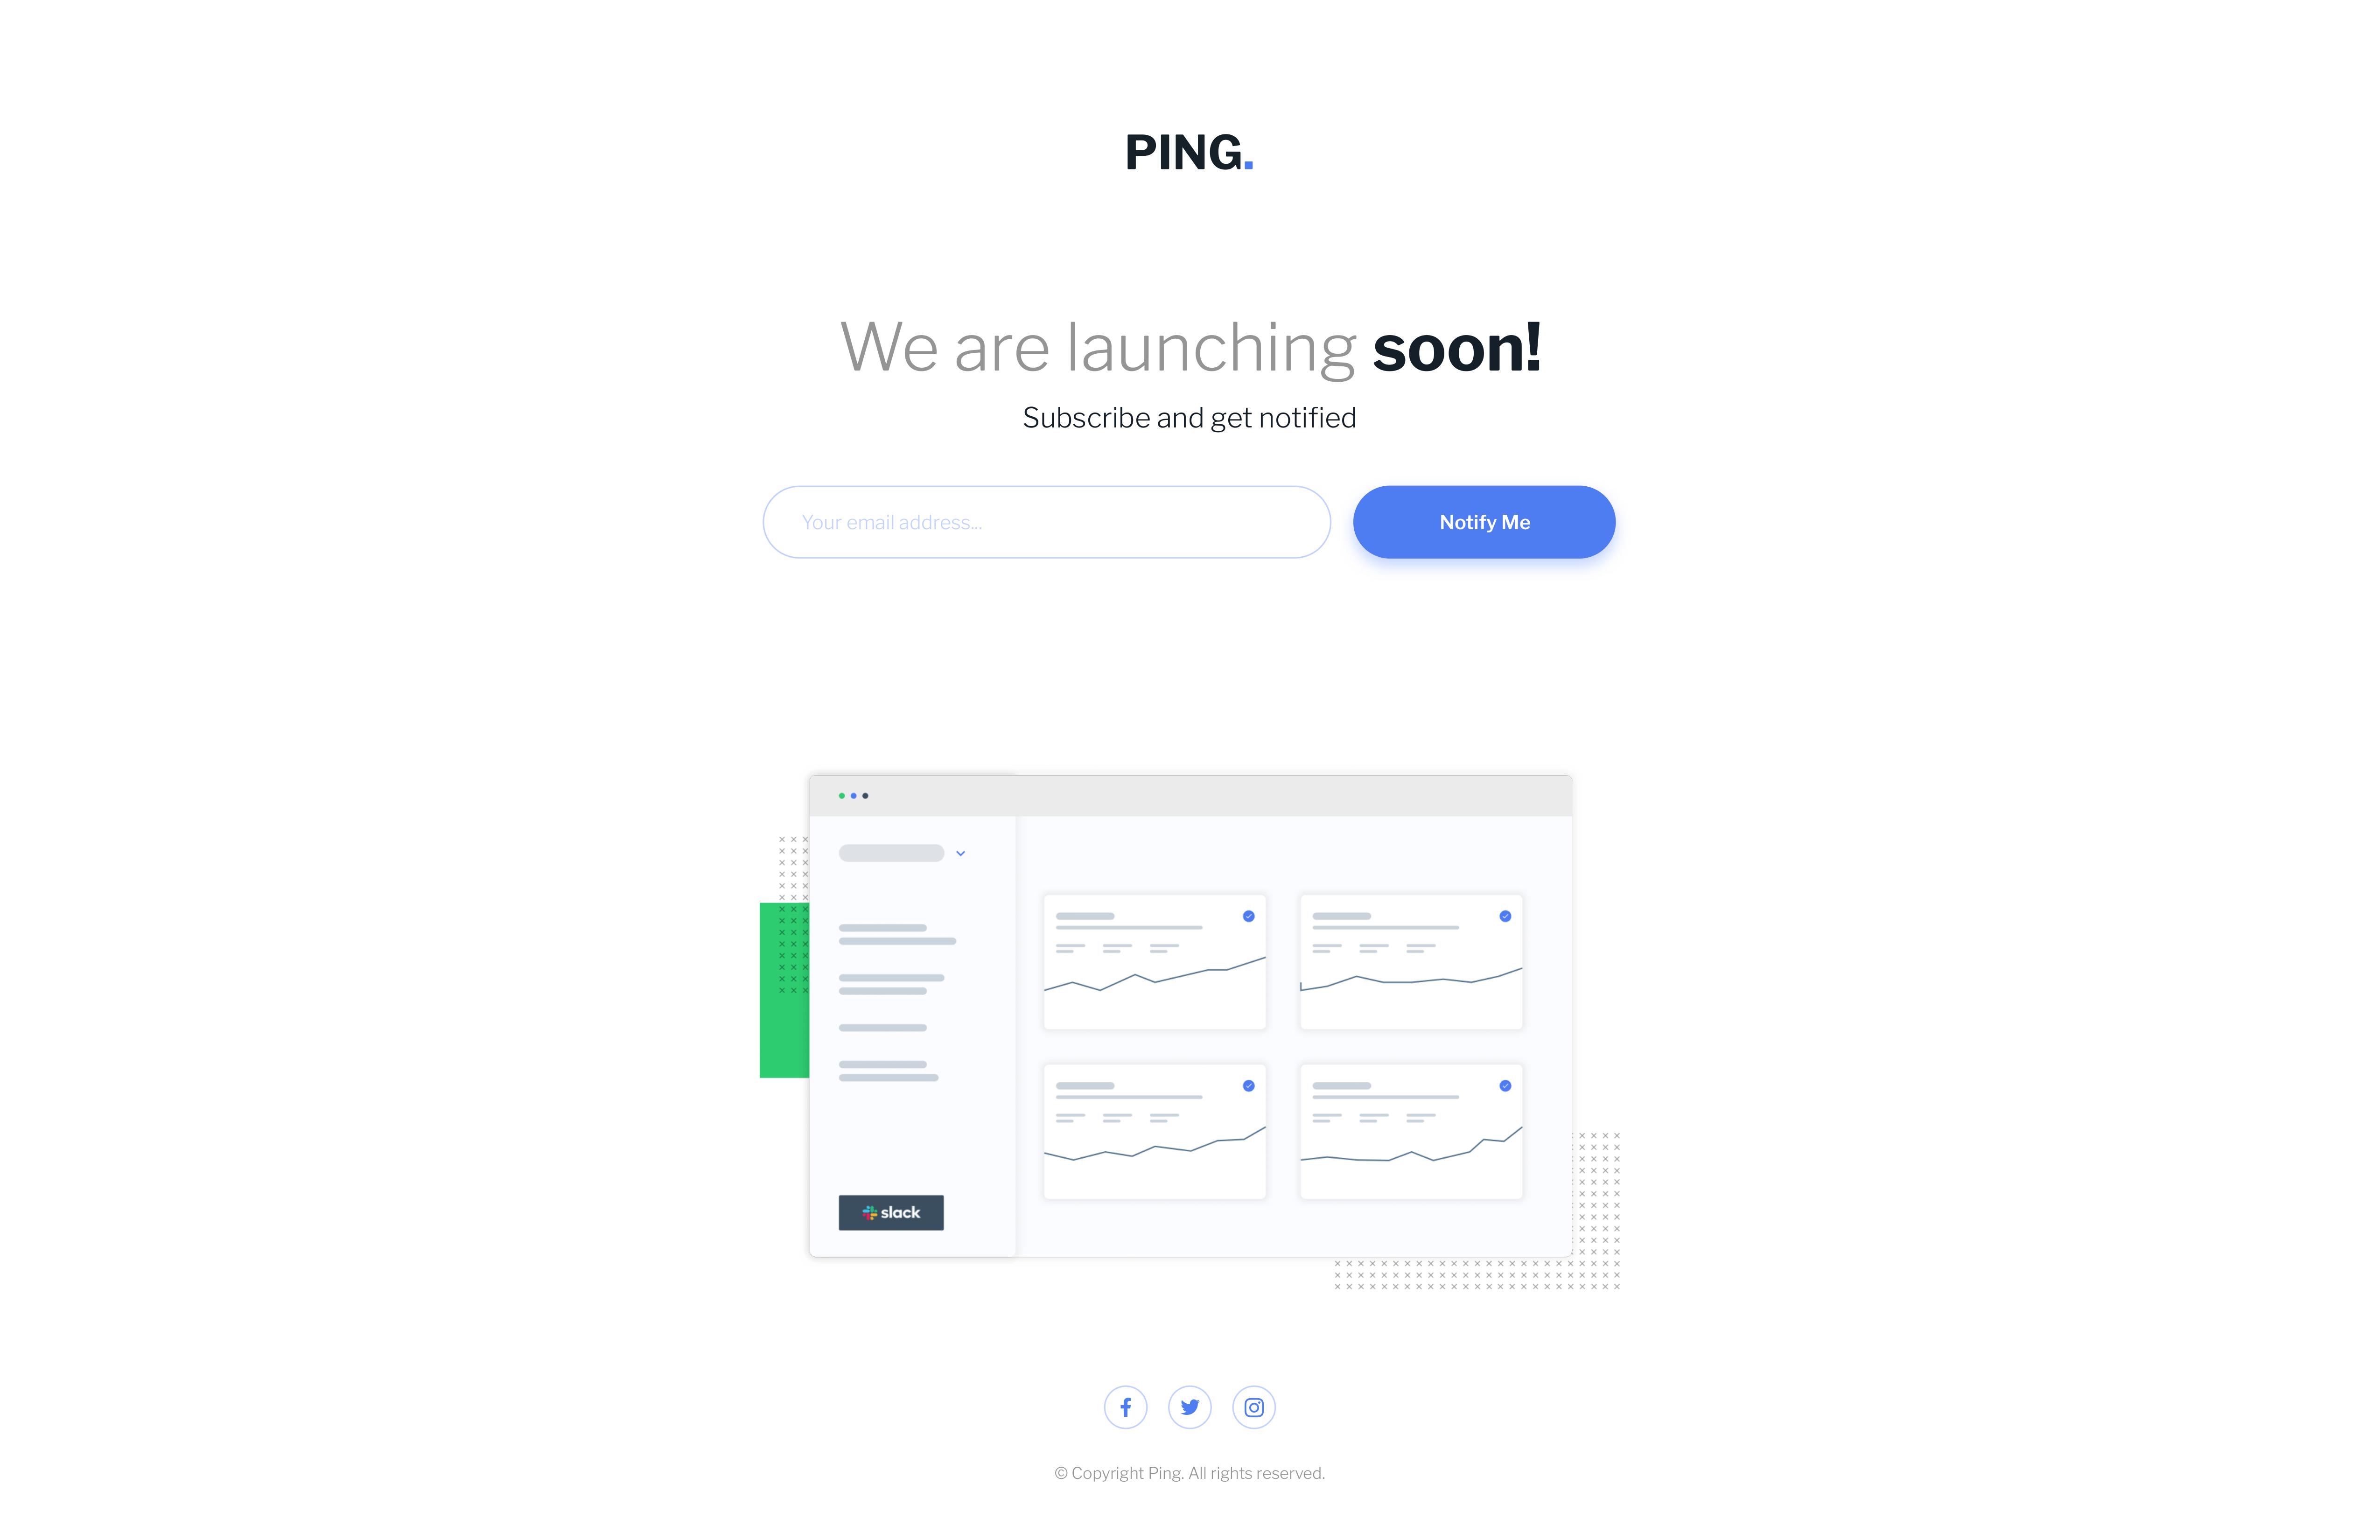 PING.
We are launching soon!
Subscribe and get notified
Your email address...
Notify Me
slack
© Copyright Ping. All rights reserved.